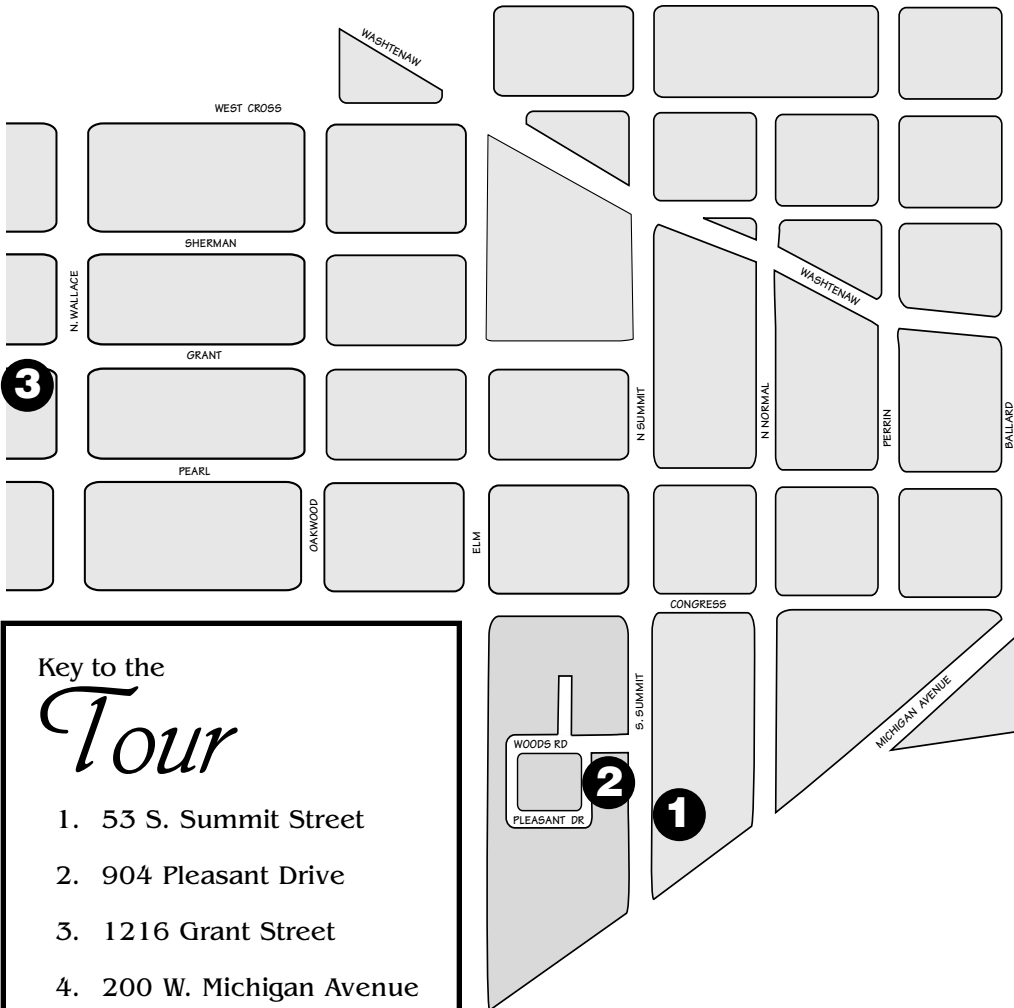 WASHTENAW
WEST CROSS
SHERMAN
N. WALLACE
WASHTENAW
GRANT
3
N SUMMIT
N NORMAL
PERRIN
BALLARD
PEARL
OAKWOOD
ELM
CONGRESS
S. SUMMIT
MICHIGAN AVENUE
WOODS RD
2
PLEASANT DR
1
Key to the
Tour
1. 53 S. Summit Street
2. 904 Pleasant Drive
3. 1216 Grant Street
4. 200 W. Michigan Avenue